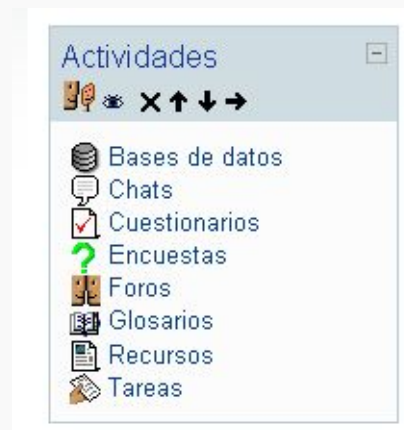 Actividades
Bases de datos
Chats
Cuestionarios
Encuestas
Foros
Glosarios
Recursos
Tareas